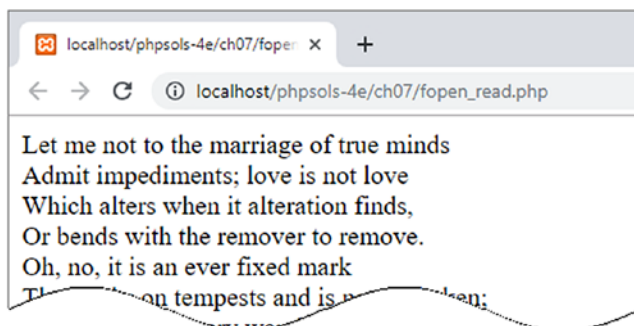 localhost/phpsols-4e/ch07/foper
localhost/phpsols-4e/ch07/fopen_read.php
Let me not to the marriage of true minds
Admit impediments; love is not love
Which alters when it alteration finds,
Or bends with the remover to remove.
Oh, no, it is an ever fixed mark
on tempests and is